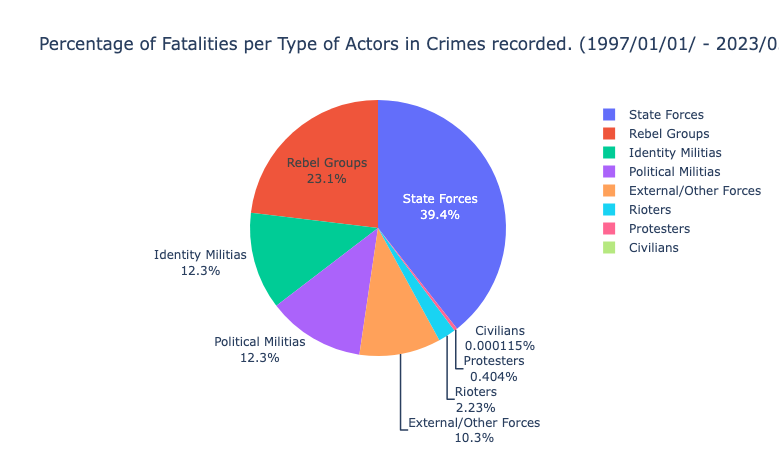 Percentage of Fatalities per Type of Actors in Crimes recorded. (1997/01/01/ - 2023/0
State Forces
Rebel Groups
Identity Militias
Political Militias
External/Other Forces
Rioters
Protesters
Civilians
Rebel Groups
23.1%
State Forces
39.4%
Identity Militias
12.3%
Political Militias
12.3%
Civilians
0.000115%
Protesters
0.404%
Rioters
2.23%
External/Other Forces
10.3%